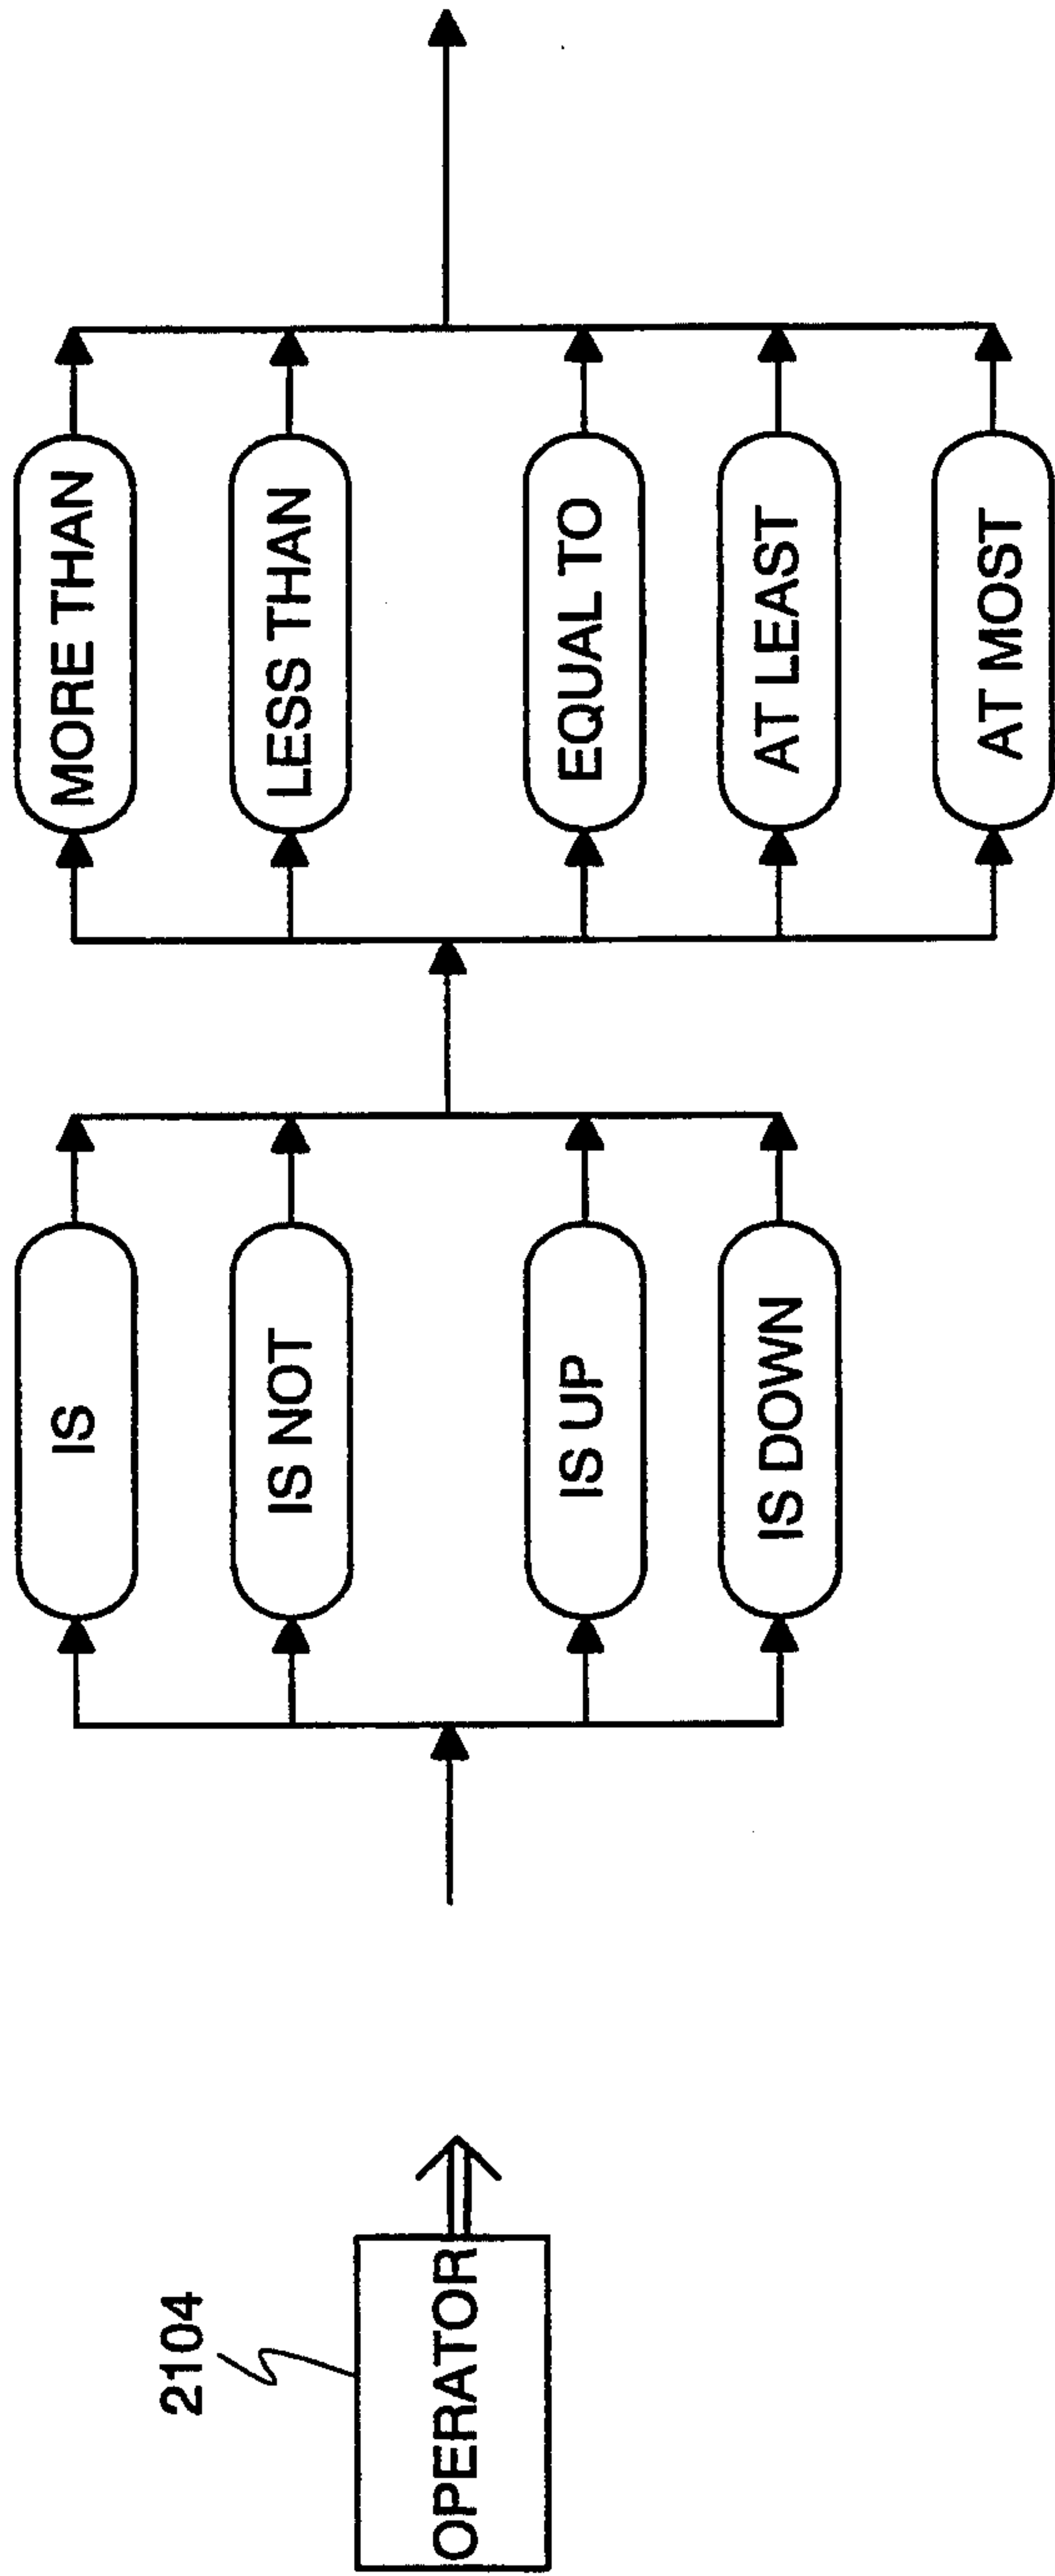 2104
OPERATOR
IS
IS NOT
IS UP
IS DOWN
MORE THAN
LESS THAN
EQUAL TO
AT LEAST
AT MOST